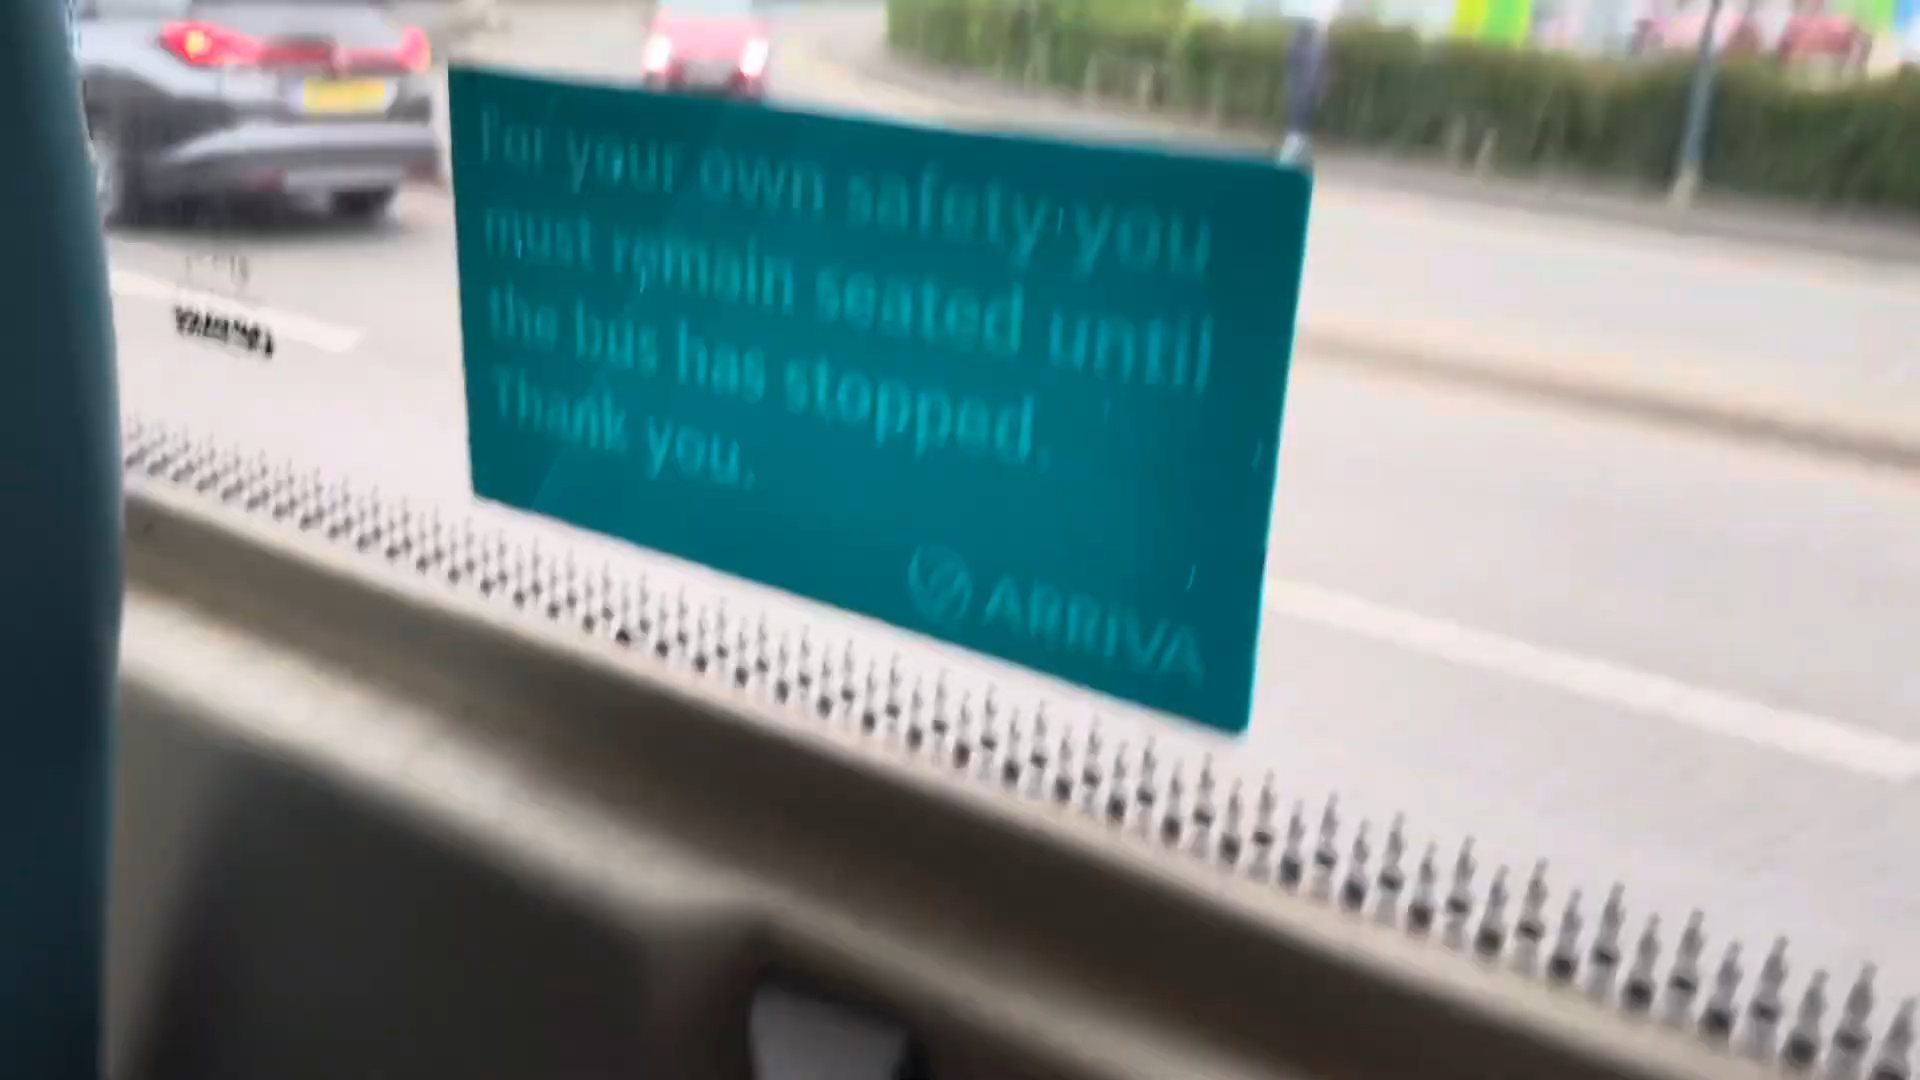 For your own safety you
must remain seated until
the bus has stopped.
Thank you.
ARRIVA